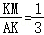 KM/AK = 1/3